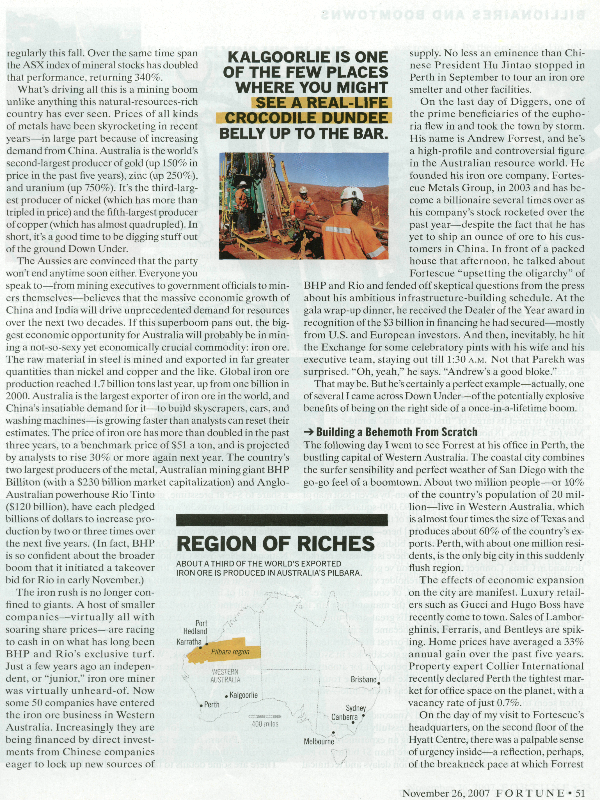 BILLIONAIRES AND BOOMTOWNS
regularly this fall. Over the same time span
the ASX index of mineral stocks has doubled
that performance, returning 340%.
What's driving all this is a mining boom
unlike anything this natural-resources-rich
country has ever seen. Prices of all kinds
of metals have been skyrocketing in recent
years—in large part because of increasing
demand from China. Australia is the world's
second-largest producer of gold (up 150% in
price in the past five years), zinc (up 250%),
and uranium (up 750%). It's the third-larg-
est producer of nickel (which has more than
tripled in price) and the fifth-largest producer
of copper (which has almost quadrupled). In
short, it's a good time to be digging stuff out
of the ground Down Under.
The Aussies are convinced that the party
won't end anytime soon either. Everyone you
speak to—from mining executives to government officials to min-
ers themselves—believes that the massive economic growth of
China and India will drive unprecedented demand for resources
over the next two decades. If this superboom pans out, the big-
gest economic opportunity for Australia will probably be in min-
ing a not-so-sexy yet economically crucial commodity: iron ore.
The raw material in steel is mined and exported in far greater
quantities than nickel and copper and the like. Global iron ore
production reached 1.7 billion tons last year, up from one billion in
2000. Australia is the largest exporter of iron ore in the world, and
China's insatiable demand for it—to build skyscrapers, cars, and
washing machines—is growing faster than analysts can reset their
estimates. The price of iron ore has more than doubled in the past
three years, to a benchmark price of $51 a ton, and is projected
by analysts to rise 30% or more again next year. The country's
two largest producers of the metal, Australian mining giant BHP
Billiton (with a $230 billion market capitalization) and Anglo-
Australian powerhouse Rio Tinto
($120 billion), have each pledged
billions of dollars to increase pro-
duction by two or three times over
the next five years. (In fact, BHP
is so confident about the broader
boom that it initiated a takeover
bid for Rio in early November.)
The iron rush is no longer con-
fined to giants. A host of smaller
companies—virtually all with
soaring share prices—are racing
to cash in on what has long been
BHP and Rio's exclusive turf.
Just a few years ago an indepen-
dent, or "junior," iron ore miner
was virtually unheard-of. Now
some 50 companies have entered
the iron ore business in Western
Australia. Increasingly they are
being financed by direct invest-
ments from Chinese companies
eager to lock up new sources of
KALGOORLIE IS ONE
OF THE FEW PLACES
WHERE YOU MIGHT
SEE A REAL-LIFE
CROCODILE DUNDEE
BELLY UP TO THE BAR.
supply. No less an eminence than Chi-
nese President Hu Jintao stopped in
Perth in September to tour an iron ore
smelter and other facilities.
On the last day of Diggers, one of
the prime beneficiaries of the eupho-
ria flew in and took the town by storm.
His name is Andrew Forrest, and he's
a high-profile and controversial figure
in the Australian resource world. He
founded his iron ore company, Fortes-
cue Metals Group, in 2003 and has be-
come a billionaire several times over as
his company's stock rocketed over the
past year—despite the fact that he has
yet to ship an ounce of ore to his cus-
tomers in China. In front of a packed
house that afternoon, he talked about
Fortescue "upsetting the oligarchy" of
BHP and Rio and fended off skeptical questions from the press
about his ambitious infrastructure-building schedule. At the
gala wrap-up dinner, he received the Dealer of the Year award in
recognition of the $3 billion in financing he had secured—mostly
from U.S. and European investors. And then, inevitably, he hit
the Exchange for some celebratory pints with his wife and his
executive team, staying out till 1:30 A.M. Not that Parekh was
surprised. "Oh, yeah," he says. "Andrew's a good bloke."
That may be. But he's certainly a perfect example—actually, one
of several I came across Down Under—of the potentially explosive
benefits of being on the right side of a once-in-a-lifetime boom.
➔ Building a Behemoth From Scratch
The following day I went to see Forrest at his office in Perth, the
bustling capital of Western Australia. The coastal city combines
the surfer sensibility and perfect weather of San Diego with the
go-go feel of a boomtown. About two million people—or 10%
of the country's population of 20 mil-
lion—live in Western Australia, which
is almost four times the size of Texas and
produces about 60% of the country's ex-
ports. Perth, with about one million resi-
dents, is the only big city in this suddenly
flush region.
The effects of economic expansion
on the city are manifest. Luxury retail-
ers such as Gucci and Hugo Boss have
recently come to town. Sales of Lambor-
ghinis, Ferraris, and Bentleys are spik-
ing. Home prices have averaged a 33%
annual gain over the past five years.
Property expert Collier International
recently declared Perth the tightest mar-
ket for office space on the planet, with a
vacancy rate of just 0.7%.
On the day of my visit to Fortescue's
headquarters, on the second floor of the
Hyatt Centre, there was a palpable sense
of urgency inside—a reflection, perhaps,
of the breakneck pace at which Forrest
REGION OF RICHES
ABOUT A THIRD OF THE WORLD'S EXPORTED
IRON ORE IS PRODUCED IN AUSTRALIA'S PILBARA.
Port
Hedland
Karratha
Pilbara region
WESTERN
AUSTRALIA
Kalgoorlie
Perth
Brisbane
Sydney
Canberra
400 miles
Melbourne
November 26, 2007 FORTUNE • 51